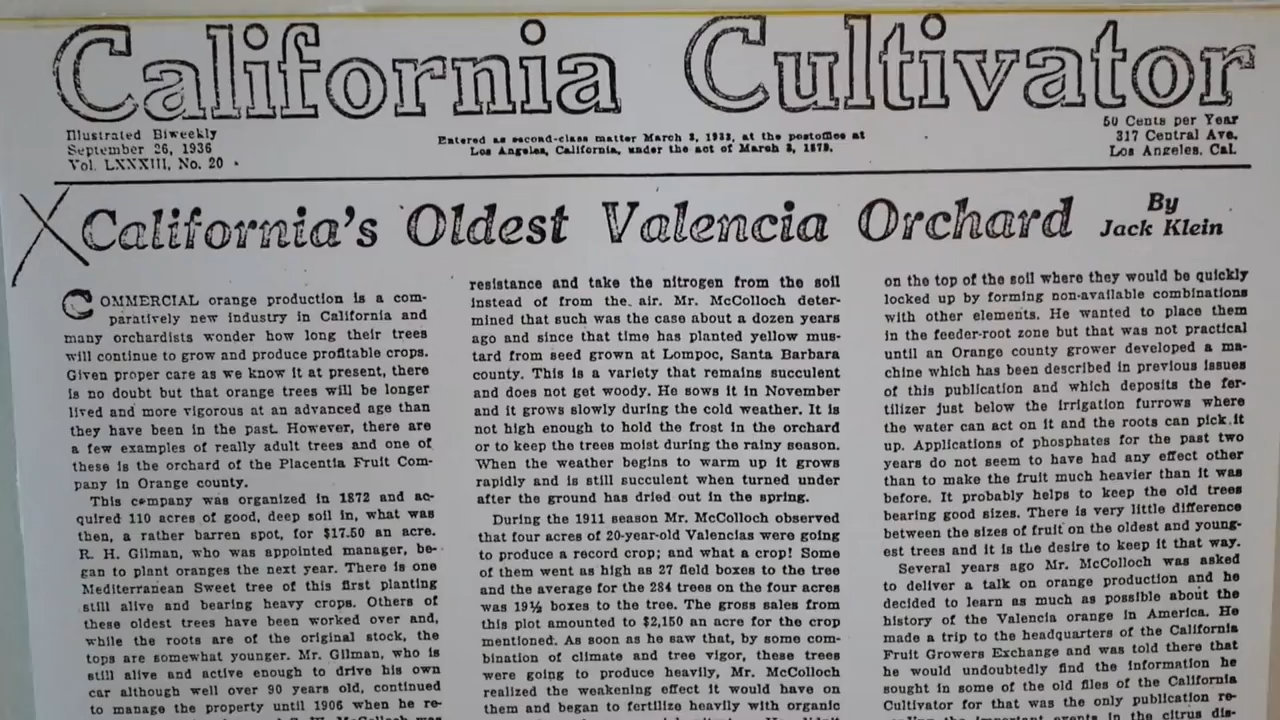 California Cultivator
Illustrated Biweekly
September 26, 1936
Vol. LXXXIII, No. 20
Entered as second-class matter March 3, 1933, at the postoffice at
Los Angeles, California, under the act of March 3, 1879.
50 Cents per Year
317 Central Ave.
Los Angeles, Cal.
California's Oldest Valencia Orchard
By
Jack Klein
COMMERCIAL orange production is a com-
paratively new industry in California and
many orchardists wonder how long their trees
will continue to grow and produce profitable crops.
Given proper care as we know it at present, there
is no doubt but that orange trees will be longer
lived and more vigorous at an advanced age than
they have been in the past. However, there are
a few examples of really adult trees and one of
these is the orchard of the Placentia Fruit Com-
pany in Orange county.
This company was organized in 1872 and ac-
quired 110 acres of good, deep soil in, what was
then, a rather barren spot, for $17.50 an acre.
R. H. Gilman, who was appointed manager, be-
gan to plant oranges the next year. There is one
Mediterranean Sweet tree of this first planting
still alive and bearing heavy crops. Others of
these oldest trees have been worked over and,
while the roots are of the original stock, the
tops are somewhat younger. Mr. Gilman, who is
still alive and active enough to drive his own
car although well over 90 years old, continued
to manage the property until 1906 when he re-
resistance and take the nitrogen from the soil
instead of from the air. Mr. McColloch deter-
mined that such was the case about a dozen years
ago and since that time has planted yellow mus-
tard from seed grown at Lompoc, Santa Barbara
county. This is a variety that remains succulent
and does not get woody. He sows it in November
and it grows slowly during the cold weather. It is
not high enough to hold the frost in the orchard
or to keep the trees moist during the rainy season.
When the weather begins to warm up it grows
rapidly and is still succulent when turned under
after the ground has dried out in the spring.
During the 1911 season Mr. McColloch observed
that four acres of 20-year-old Valencias were going
to produce a record crop; and what a crop! Some
of them went as high as 27 field boxes to the tree
and the average for the 284 trees on the four acres
was 19½ boxes to the tree. The gross sales from
this plot amounted to $2,150 an acre for the crop
mentioned. As soon as he saw that, by some com-
bination of climate and tree vigor, these trees
were going to produce heavily, Mr. McColloch
realized the weakening effect it would have on
them and began to fertilize heavily with organic
on the top of the soil where they would be quickly
locked up by forming non-available combinations
with other elements. He wanted to place them
in the feeder-root zone but that was not practical
until an Orange county grower developed a ma-
chine which has been described in previous issues
of this publication and which deposits the fer-
tilizer just below the irrigation furrows where
the water can act on it and the roots can pick it
up. Applications of phosphates for the past two
years do not seem to have had any effect other
than to make the fruit much heavier than it was
before. It probably helps to keep the old trees
bearing good sizes. There is very little difference
between the sizes of fruit on the oldest and young-
est trees and it is the desire to keep it that way.
Several years ago Mr. McColloch was asked
to deliver a talk on orange production and he
decided to learn as much as possible about the
history of the Valencia orange in America. He
made a trip to the headquarters of the California
Fruit Growers Exchange and was told there that
he would undoubtedly find the information he
sought in some of the old files of the California
Cultivator for that was the only publication re-
the important events in the citrus dis-